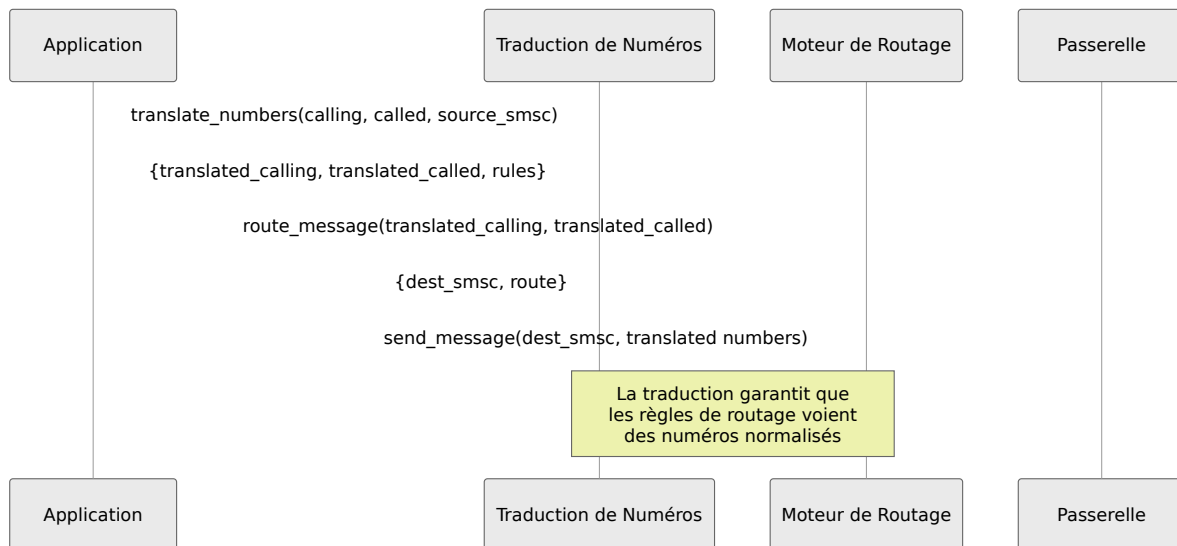 Application
Traduction de Numéros
Moteur de Routage
Passerelle
translate_numbers(calling, called, source_smsc)
{translated_calling, translated_called, rules}
route_message(translated_calling, translated_called)
{dest_smsc, route}
send_message(dest_smsc, translated numbers)
La traduction garantit que
les règles de routage voient
des numéros normalisés
Application
Traduction de Numéros
Moteur de Routage
Passerelle